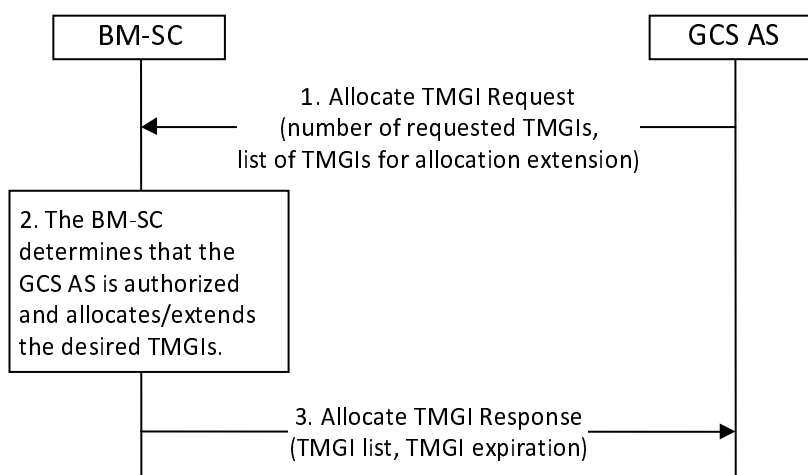 BM-SC
GCS AS
1. Allocate TMGI Request
(number of requested TMGIs,
list of TMGIs for allocation extension)
2. The BM-SC
determines that the
GCS AS is authorized
and allocates/extends
the desired TMGIs.
3. Allocate TMGI Response
(TMGI list, TMGI expiration)